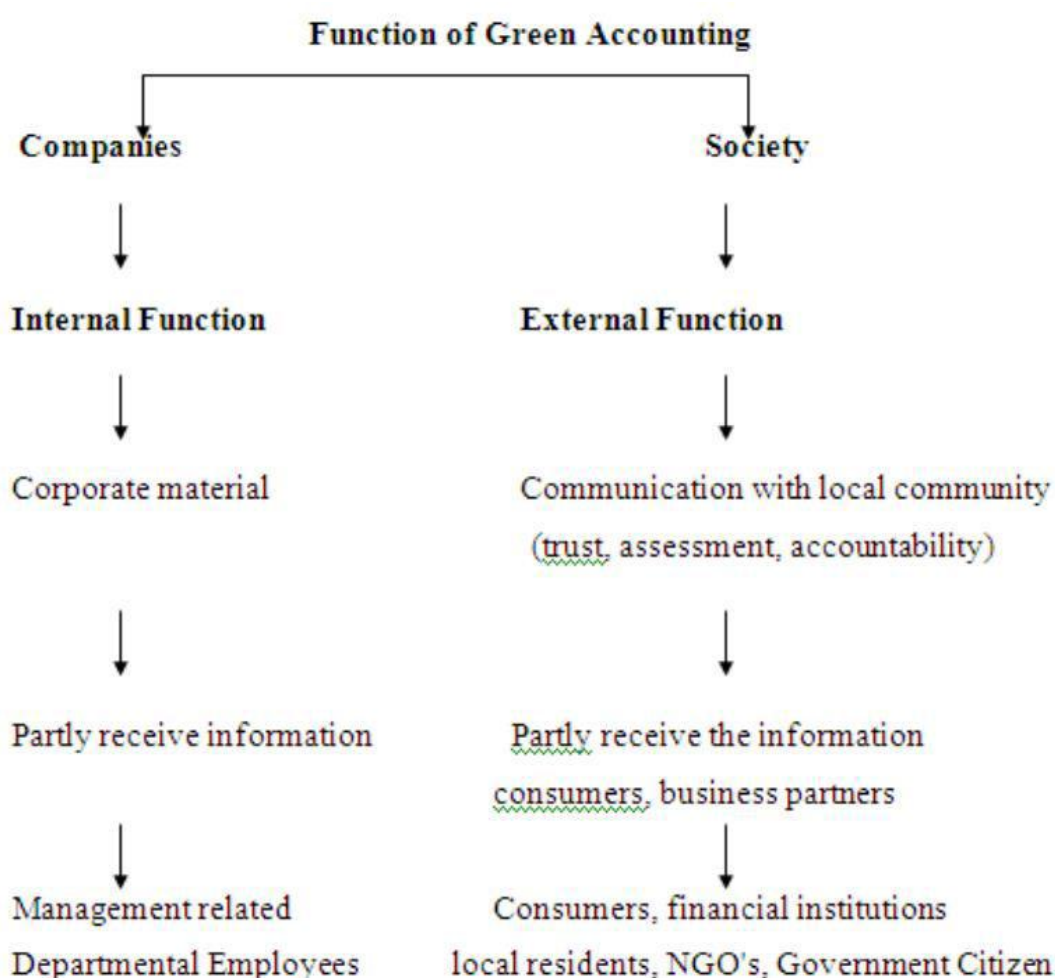 Function of Green Accounting
Companies
Society
Internal Function
External Function
Corporate material
Communication with local community
(trust, assessment, accountability)
Partly receive information
Partly receive the information
consumers, business partners
Management related
Departmental Employees
Consumers, financial institutions
local residents, NGO's, Government Citizen